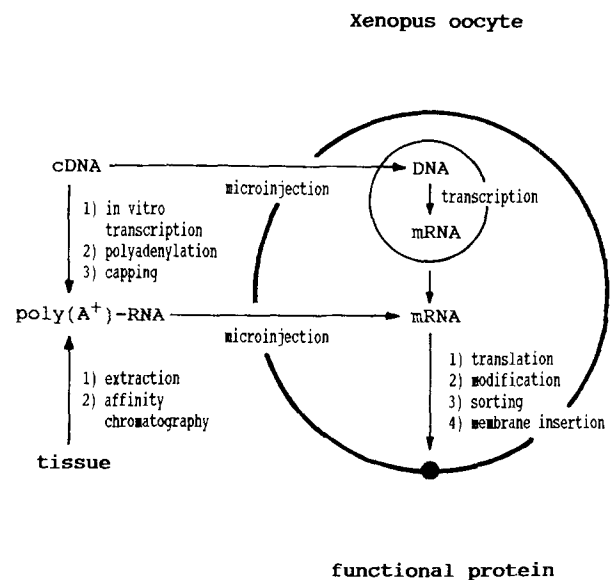 Xenopus oocyte
cDNA
microinjection
DNA
transcription
mRNA
1) in vitro
transcription
2) polyadenylation
3) capping
poly(A+)-RNA
microinjection
mRNA
1) extraction
2) affinity
chromatography
tissue
1) translation
2) modification
3) sorting
4) membrane insertion
functional protein